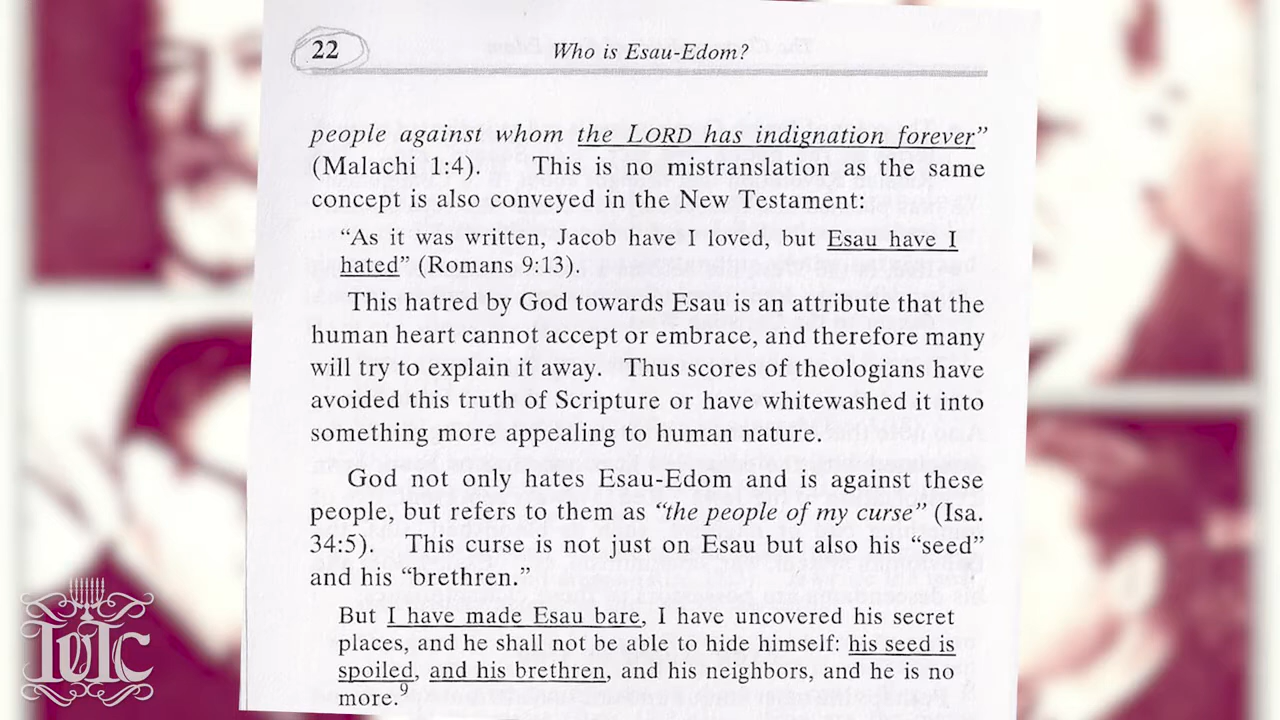 22
Who is Esau-Edom?
people against whom the LORD has indignation forever”
(Malachi 1:4). This is no mistranslation as the same
concept is also conveyed in the New Testament:
“As it was written, Jacob have I loved, but Esau have I
hated” (Romans 9:13).
This hatred by God towards Esau is an attribute that the
human heart cannot accept or embrace, and therefore many
will try to explain it away. Thus scores of theologians have
avoided this truth of Scripture or have whitewashed it into
something more appealing to human nature.
God not only hates Esau-Edom and is against these
people, but refers to them as “the people of my curse” (Isa.
34:5). This curse is not just on Esau but also his “seed”
and his “brethren.”
But I have made Esau bare, I have uncovered his secret
places, and he shall not be able to hide himself: his seed is
spoiled, and his brethren, and his neighbors, and he is no
more.9
IUIC